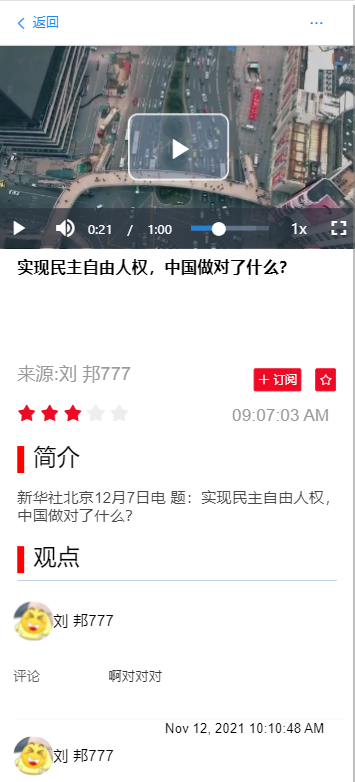 返回
···
0:21 / 1:00 1x
实现民主自由人权，中国做对了什么?
来源:刘 邦777
+ 订阅
09:07:03 AM
简介
新华社北京12月7日电 题：实现民主自由人权，
中国做对了什么?
观点
刘 邦777
评论 啊对对对
Nov 12, 2021 10:10:48 AM
刘 邦777